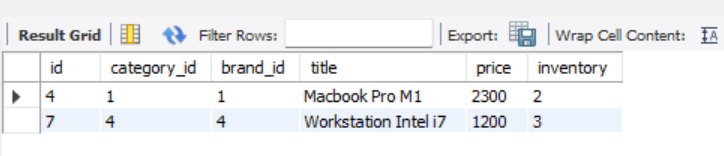 Result Grid Filter Rows: Export: Wrap Cell Content: IA
id category_id brand_id title price inventory
4 1 1 Macbook Pro M1 2300 2
7 4 4 Workstation Intel i7 1200 3